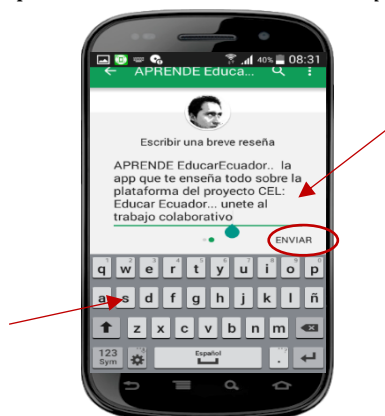 40% 08:31
APRENDE Educa...
Escribir una breve reseña
APRENDE EducarEcuador.. la
app que te enseña todo sobre la
plataforma del proyecto CEL:
Educar Ecuador... unete al
trabajo colaborativo
ENVIAR
q w e r t y u i o p
a s d f g h j k l ñ
z x c v b n m
123
Sym
Español
.